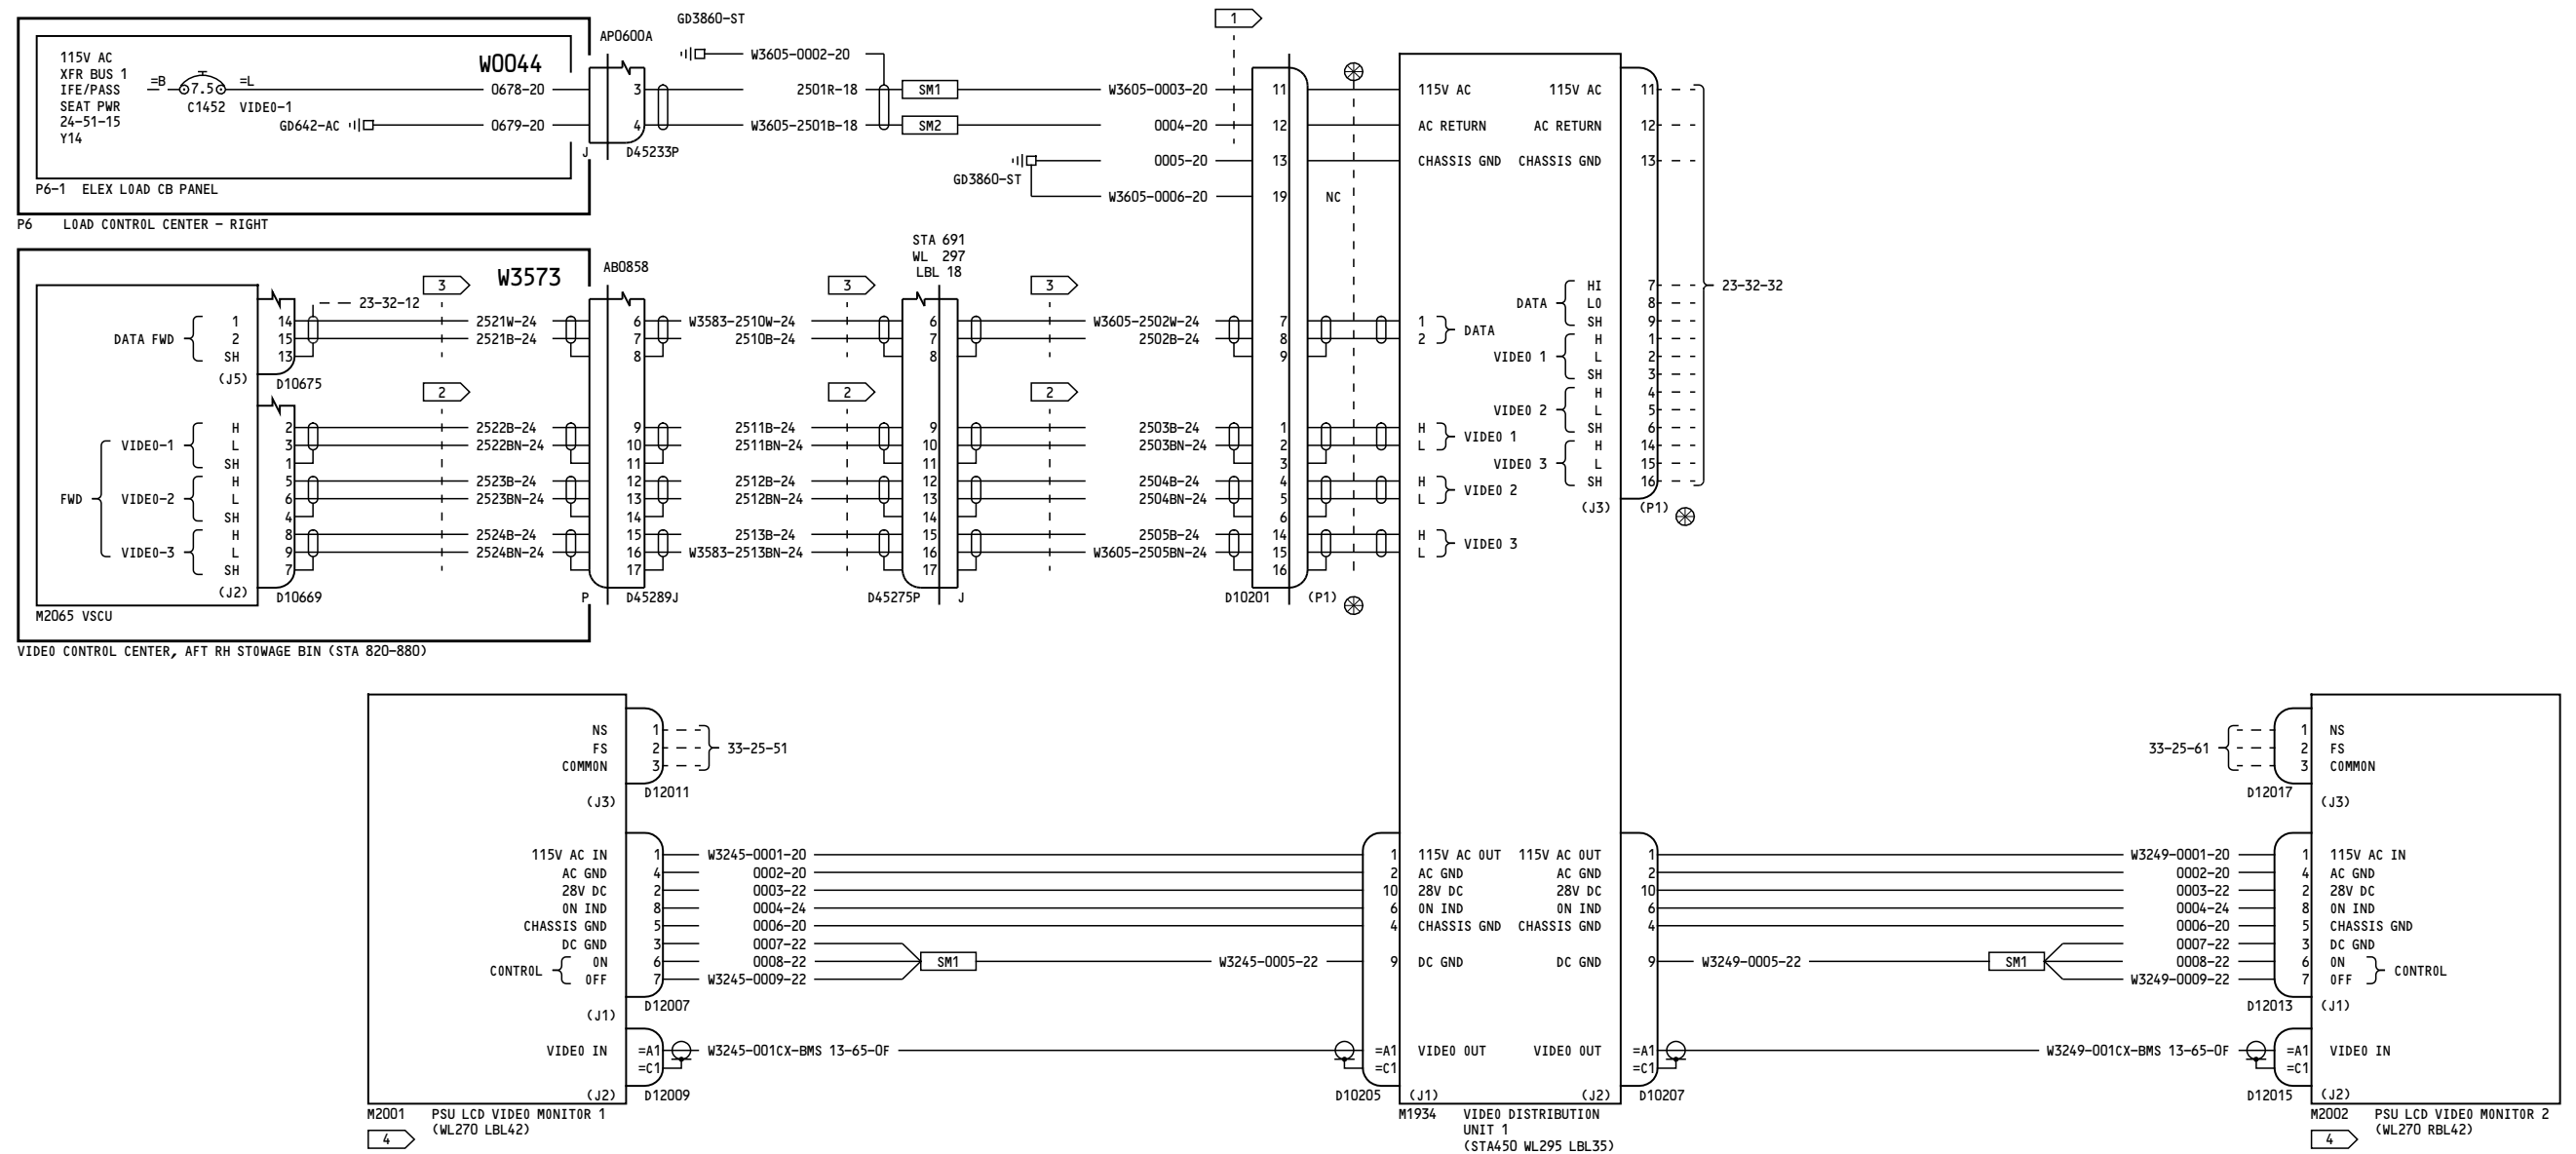 115V AC
XFR BUS 1
IFE/PASS
SEAT PWR
24-51-15
Y14
=B
7.5
=L
C1452 VIDEO-1
W0044
0678-20
GD642-AC
0679-20
P6-1 ELEX LOAD CB PANEL
P6 LOAD CONTROL CENTER - RIGHT
AP0600A
3
4
J
D45233P
GD3860-ST
W3605-0002-20
2501R-18
SM1
W3605-2501B-18
SM2
1
W3605-0003-20
0004-20
0005-20
GD3860-ST
W3605-0006-20
11
12
13
19
NC
115V AC 115V AC
AC RETURN AC RETURN
CHASSIS GND CHASSIS GND
11
12
13
23-32-32
W3573
AB0858
STA 691
WL 297
LBL 18
3
3
3
23-32-12
DATA FWD
1 14 2521W-24 6 W3583-2510W-24 6 W3605-2502W-24 7 1
2 15 2521B-24 7 2510B-24 7 2502B-24 8 2
DATA
SH 13 8 8 9
(J5)
D10675
2
2
2
FWD
VIDEO-1
H 2 2522B-24 9 2511B-24 9 2503B-24 1 H
L 3 2522BN-24 10 2511BN-24 10 2503BN-24 2 L
VIDEO 1
SH 1 11 11 3
VIDEO-2
H 5 2523B-24 12 2512B-24 12 2504B-24 4 H
L 6 2523BN-24 13 2512BN-24 13 2504BN-24 5 L
VIDEO 2
SH 4 14 14 6
VIDEO-3
H 8 2524B-24 15 2513B-24 15 2505B-24 14 H
L 9 2524BN-24 16 W3583-2513BN-24 16 W3605-2505BN-24 15 L
VIDEO 3
SH 7 17 17 16
(J2)
D10669
P
D45289J
D45275P
J
D10201
(P1)
M2065 VSCU
VIDEO CONTROL CENTER, AFT RH STOWAGE BIN (STA 820-880)
DATA
HI 7
LO 8
SH 9
VIDEO 1
H 1
L 2
SH 3
VIDEO 2
H 4
L 5
SH 6
VIDEO 3
H 14
L 15
SH 16
(J3)
(P1)
NS 1
FS 2
COMMON 3
33-25-51
D12011
(J3)
115V AC IN 1 W3245-0001-20 1 115V AC OUT
AC GND 4 0002-20 2 AC GND
28V DC 2 0003-22 10 28V DC
ON IND 8 0004-24 6 ON IND
CHASSIS GND 5 0006-20 4 CHASSIS GND
DC GND 3 0007-22
CONTROL
ON 6 0008-22 SM1 W3245-0005-22 9 DC GND
OFF 7 W3245-0009-22
D12007
(J1)
VIDEO IN =A1 W3245-001CX-BMS 13-65-0F =A1 VIDEO OUT
=C1 =C1
(J2)
D12009
D10205
(J1)
M2001 PSU LCD VIDEO MONITOR 1
(WL270 LBL42)
4
115V AC OUT 1 W3249-0001-20 1 115V AC IN
AC GND 2 0002-20 4 AC GND
28V DC 10 0003-22 2 28V DC
ON IND 6 0004-24 8 ON IND
CHASSIS GND 4 0006-20 5 CHASSIS GND
0007-22 3 DC GND
DC GND 9 W3249-0005-22 SM1 0008-22 6 ON
W3249-0009-22 7 OFF
CONTROL
D12013
(J1)
VIDEO OUT =A1 W3249-001CX-BMS 13-65-0F =A1 VIDEO IN
=C1 =C1
(J2)
D10207
D12015
(J2)
M1934 VIDEO DISTRIBUTION
UNIT 1
(STA450 WL295 LBL35)
33-25-61
1 NS
2 FS
3 COMMON
D12017
(J3)
M2002 PSU LCD VIDEO MONITOR 2
(WL270 RBL42)
4